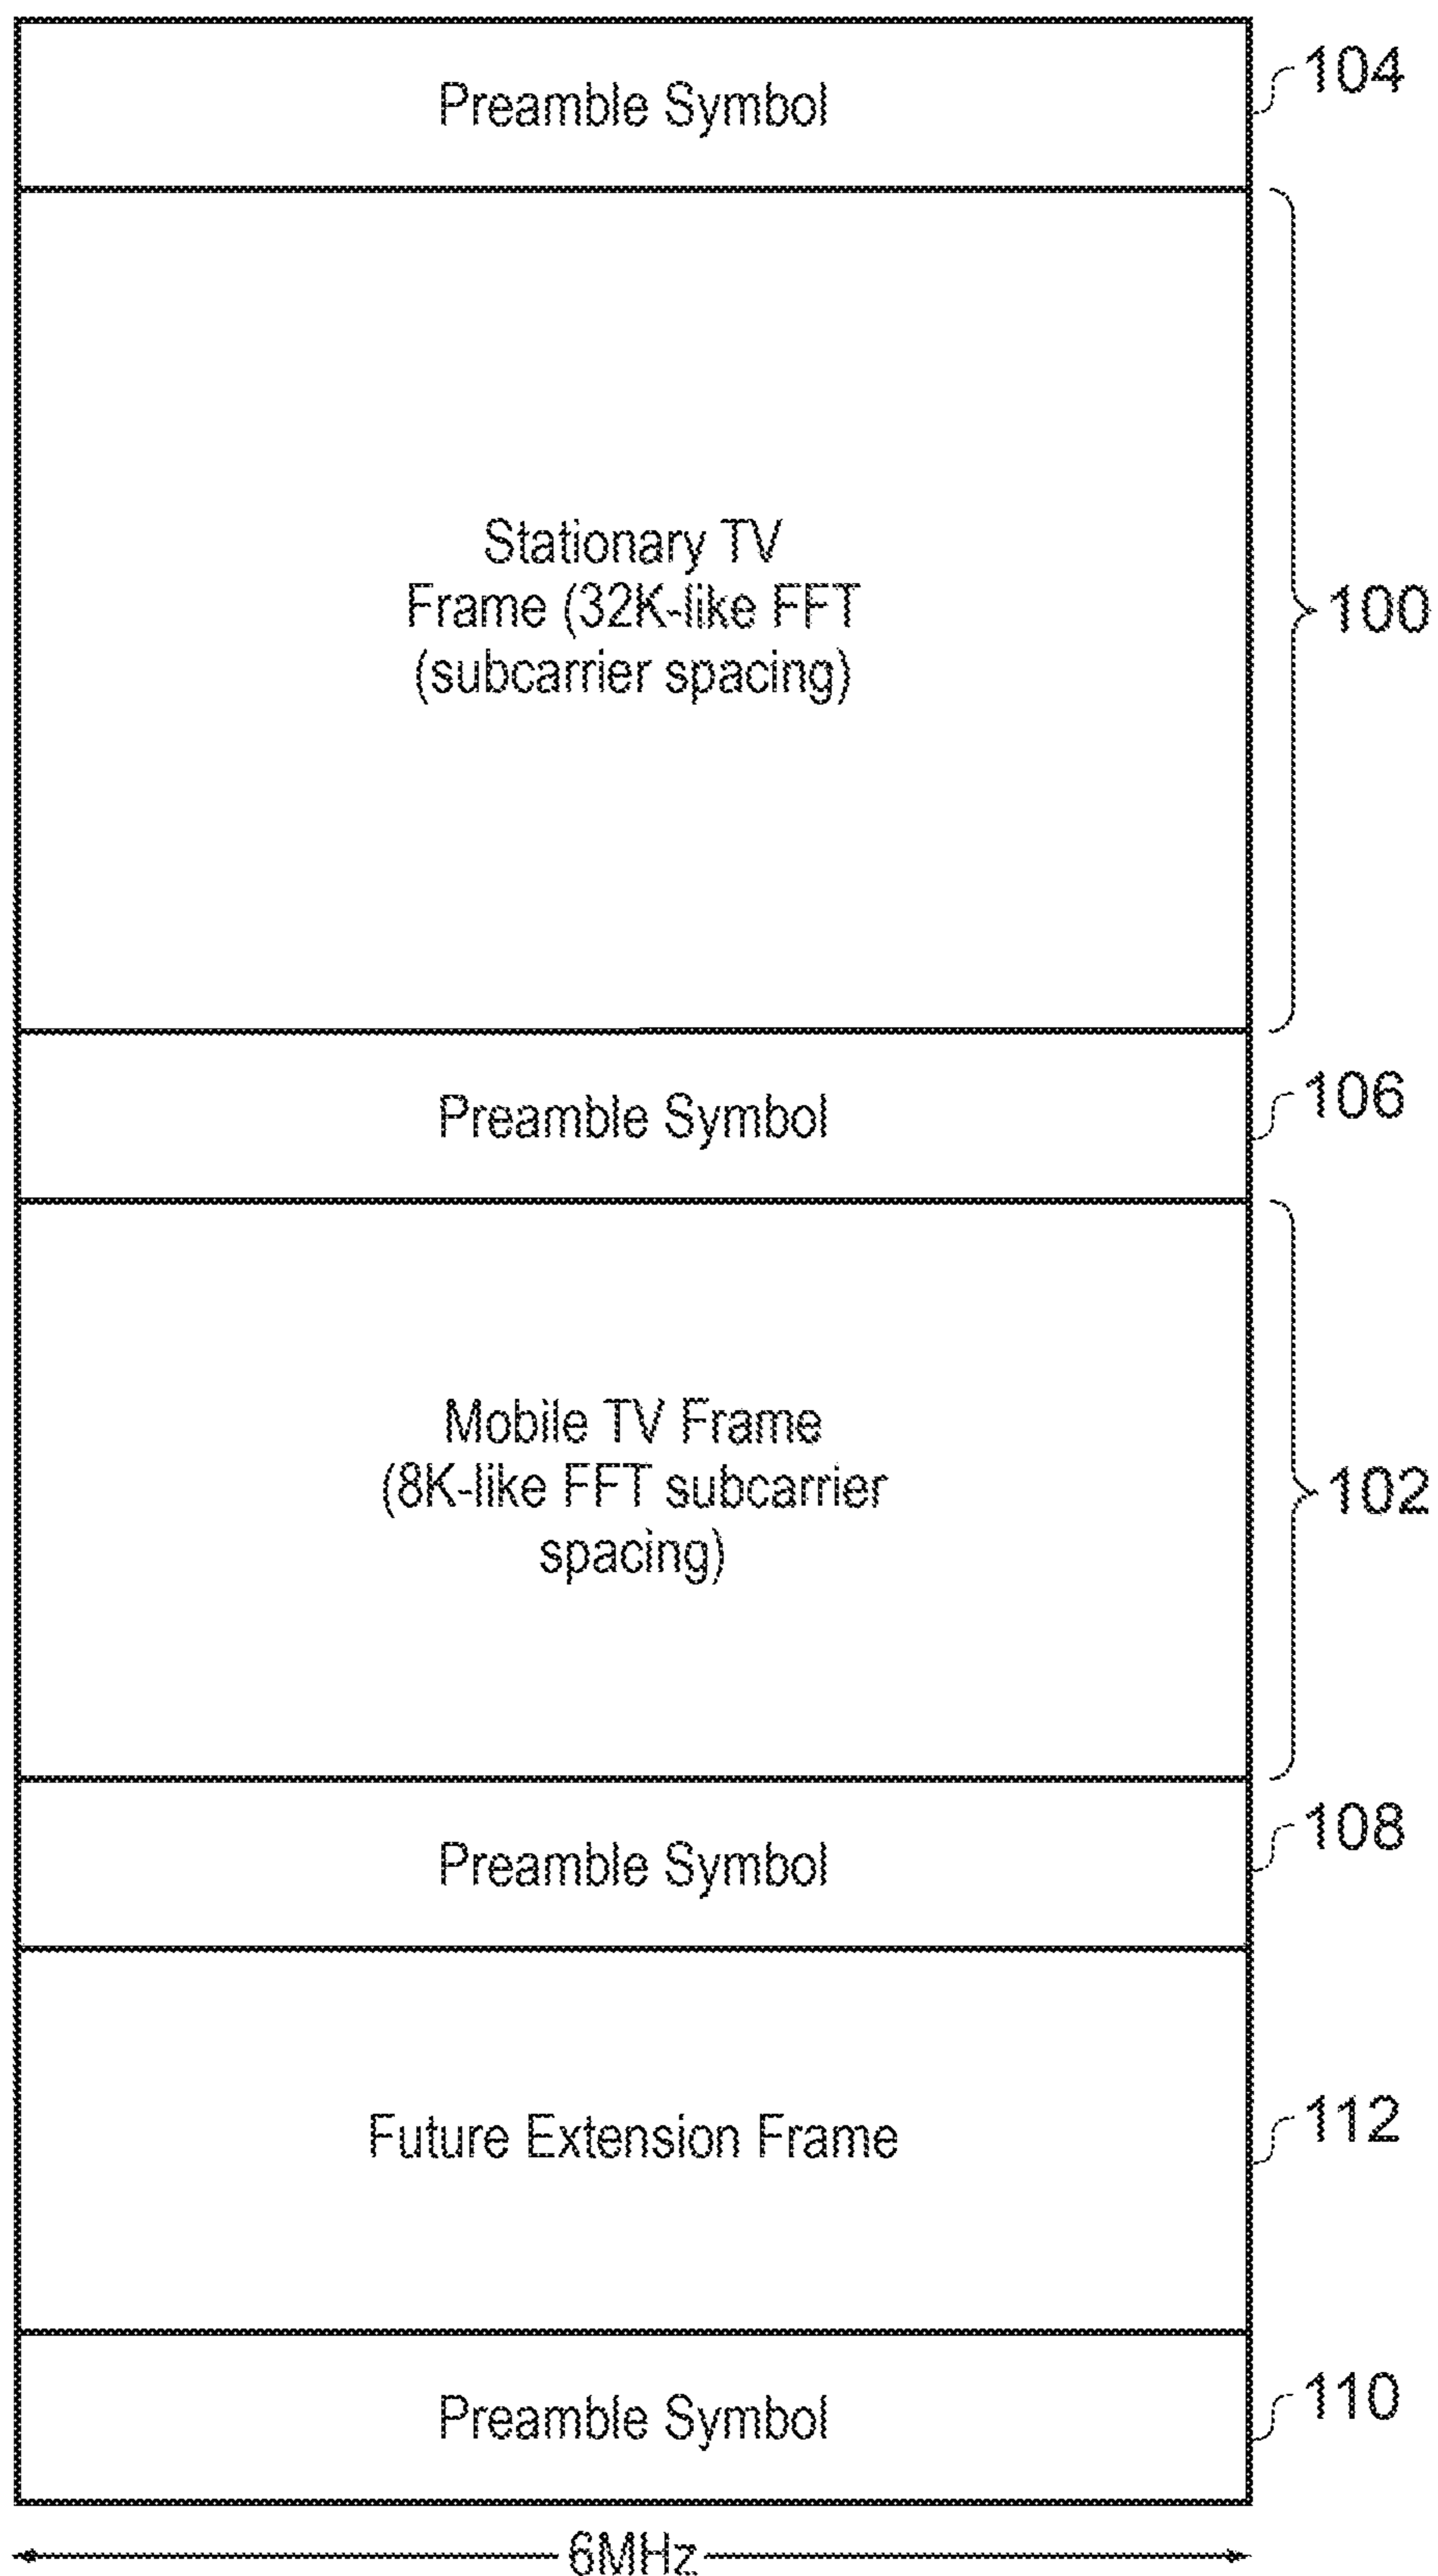 Preamble Symbol
104
Stationary TV
Frame (32K-like FFT
(subcarrier spacing)
100
Preamble Symbol
106
Mobile TV Frame
(8K-like FFT subcarrier
spacing)
102
Preamble Symbol
108
Future Extension Frame
112
Preamble Symbol
110
6MHz